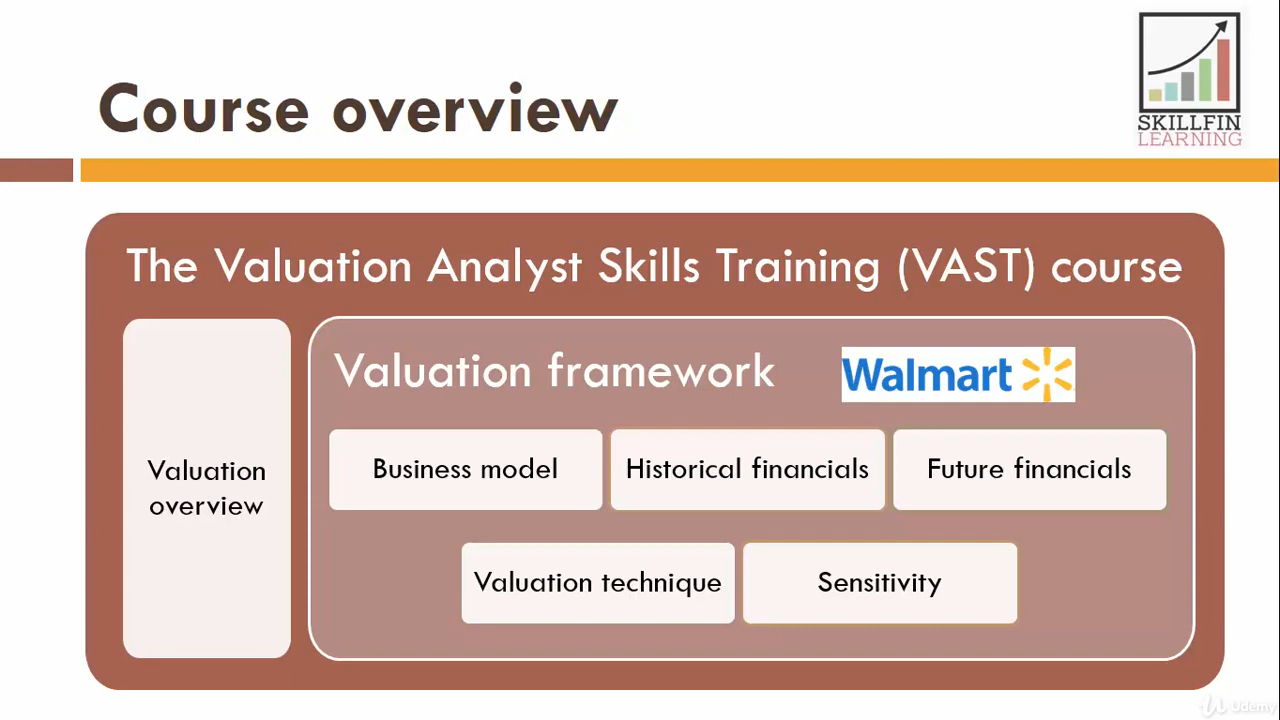 Course overview
SKILLFIN
LEARNING
The Valuation Analyst Skills Training (VAST) course
Valuation
overview
Valuation framework
Walmart
Business model
Historical financials
Future financials
Valuation technique
Sensitivity
Udemy